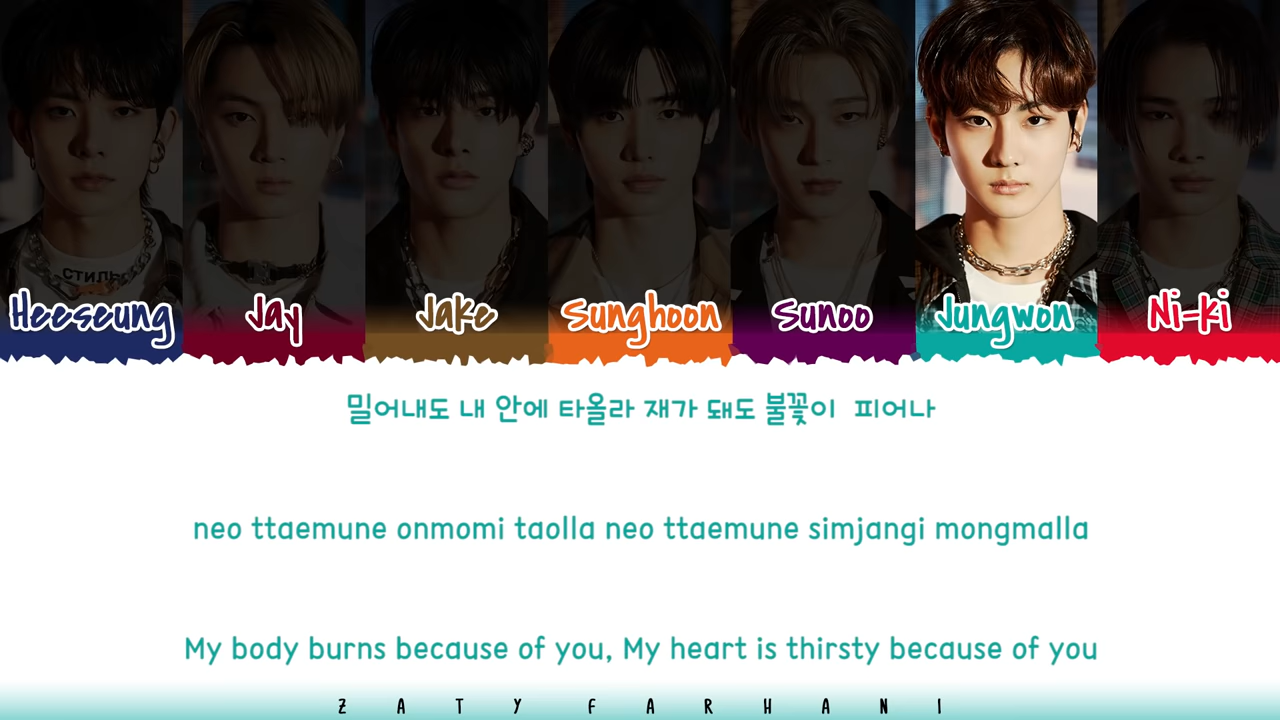 СТИЛЬ
Heeseung Jay Jake Sunghoon Sunoo Jungwon Ni-ki
밀어내도 내 안에 타올라 재가 돼도 불꽃이 피어나
neo ttaemune onmomi taolla neo ttaemune simjangi mongmalla
My body burns because of you, My heart is thirsty because of you
ZATY FARHANI